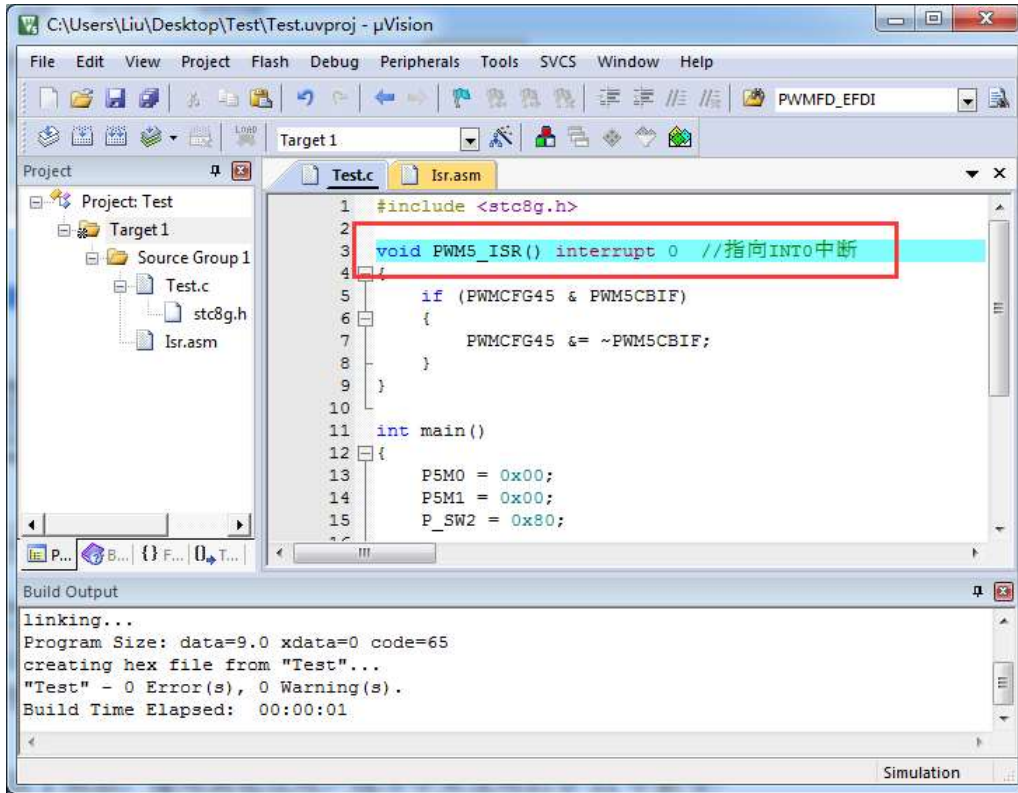 C:\Users\Liu\Desktop\Test\Test.uvproj - µVision
File Edit View Project Flash Debug Peripherals Tools SVCS Window Help
PWMFD_EFDI
LOAD Target 1
Project
Test.c Isr.asm
Project: Test
Target 1
Source Group 1
Test.c
stc8g.h
Isr.asm
1 #include <stc8g.h>
2
3 void PWM5_ISR() interrupt 0 //指向INT0中断
4 {
5 if (PWMCFG45 & PWM5CBIF)
6 {
7 PWMCFG45 &= ~PWM5CBIF;
8 }
9 }
10
11 int main()
12 {
13 P5M0 = 0x00;
14 P5M1 = 0x00;
15 P_SW2 = 0x80;
P... B... {} F... 0 T...
Build Output
linking...
Program Size: data=9.0 xdata=0 code=65
creating hex file from "Test"...
"Test" - 0 Error(s), 0 Warning(s).
Build Time Elapsed: 00:00:01
Simulation